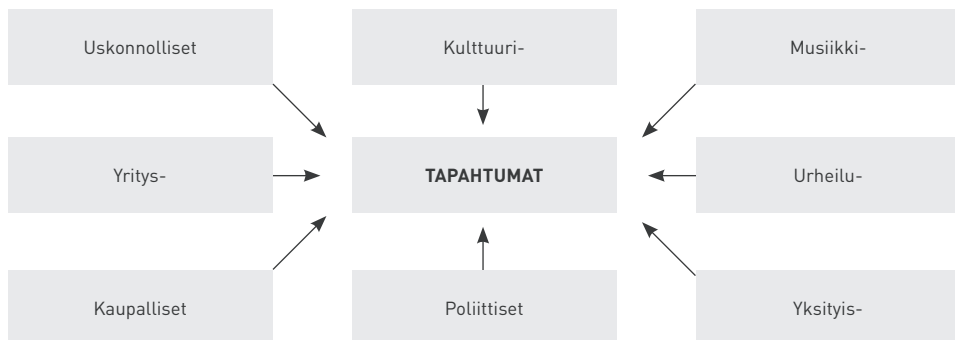 Uskonnolliset
Kulttuuri-
Musiikki-
Yritys-
TAPAHTUMAT
Urheilu-
Kaupalliset
Poliittiset
Yksityis-